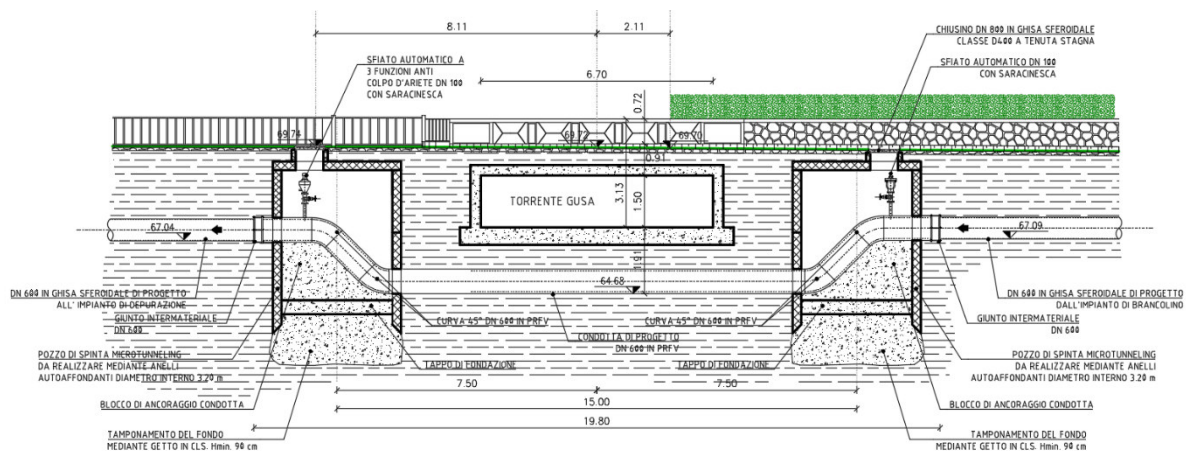 8.11
2.11
CHIUSINO DN 800 IN GHISA SFEROIDALE
CLASSE D400 A TENUTA STAGNA
SFIATO AUTOMATICO A
3 FUNZIONI ANTI
COLPO D'ARIETE DN 100
CON SARACINESCA
SFIATO AUTOMATICO DN 100
CON SARACINESCA
6.70
0.72
69.74
69.72
69.70
0.91
3.13
1.50
TORRENTE GUSA
67.04
67.09
1.91
64.68
DN 600 IN GHISA SFEROIDALE DI PROGETTO
ALL' IMPIANTO DI DEPURAZIONE
DN 600 IN GHISA SFEROIDALE DI PROGETTO
DALL'IMPIANTO DI BRANCOLINO
GIUNTO INTERMATERIALE
DN 600
CURVA 45° DN 600 IN PRFV
CONDOTTA DI PROGETTO
DN 600 IN PRFV
CURVA 45° DN 600 IN PRFV
GIUNTO INTERMATERIALE
DN 600
POZZO DI SPINTA MICROTUNNELING
DA REALIZZARE MEDIANTE ANELLI
AUTOAFFONDANTI DIAMETRO INTERNO 3.20 m
TAPPO DI FONDAZIONE
TAPPO DI FONDAZIONE
POZZO DI SPINTA MICROTUNNELING
DA REALIZZARE MEDIANTE ANELLI
AUTOAFFONDANTI DIAMETRO INTERNO 3.20 m
7.50
7.50
BLOCCO DI ANCORAGGIO CONDOTTA
15.00
BLOCCO DI ANCORAGGIO CONDOTTA
19.80
TAMPONAMENTO DEL FONDO
MEDIANTE GETTO IN CLS. Hmin. 90 cm
TAMPONAMENTO DEL FONDO
MEDIANTE GETTO IN CLS. Hmin. 90 cm